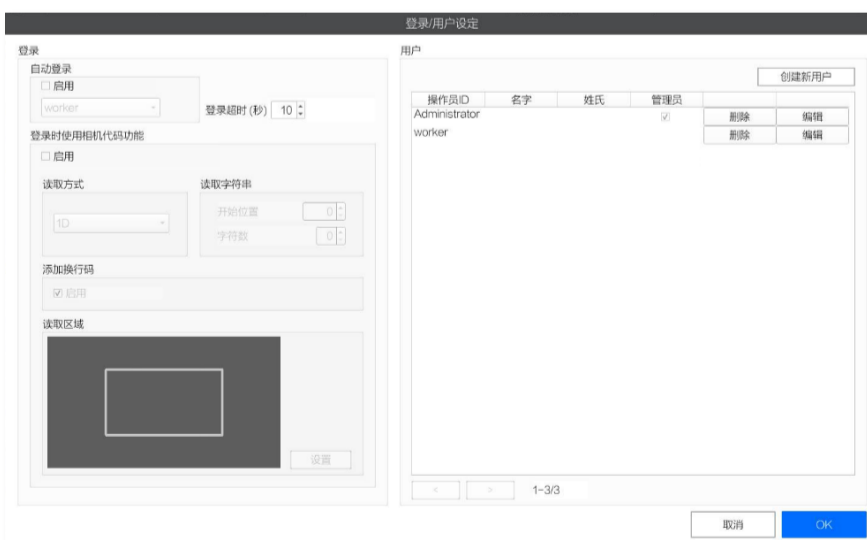 登录/用户设定
登录
自动登录
启用
worker
登录超时 (秒) 10
登录时使用相机代码功能
启用
读取方式
1D
读取字符串
开始位置 0
字符数 0
添加换行码
启用
读取区域
设置
用户
创建新用户
操作员ID 名字 姓氏 管理员
Administrator 删除 编辑
worker 删除 编辑
< > 1-3/3
取消 OK